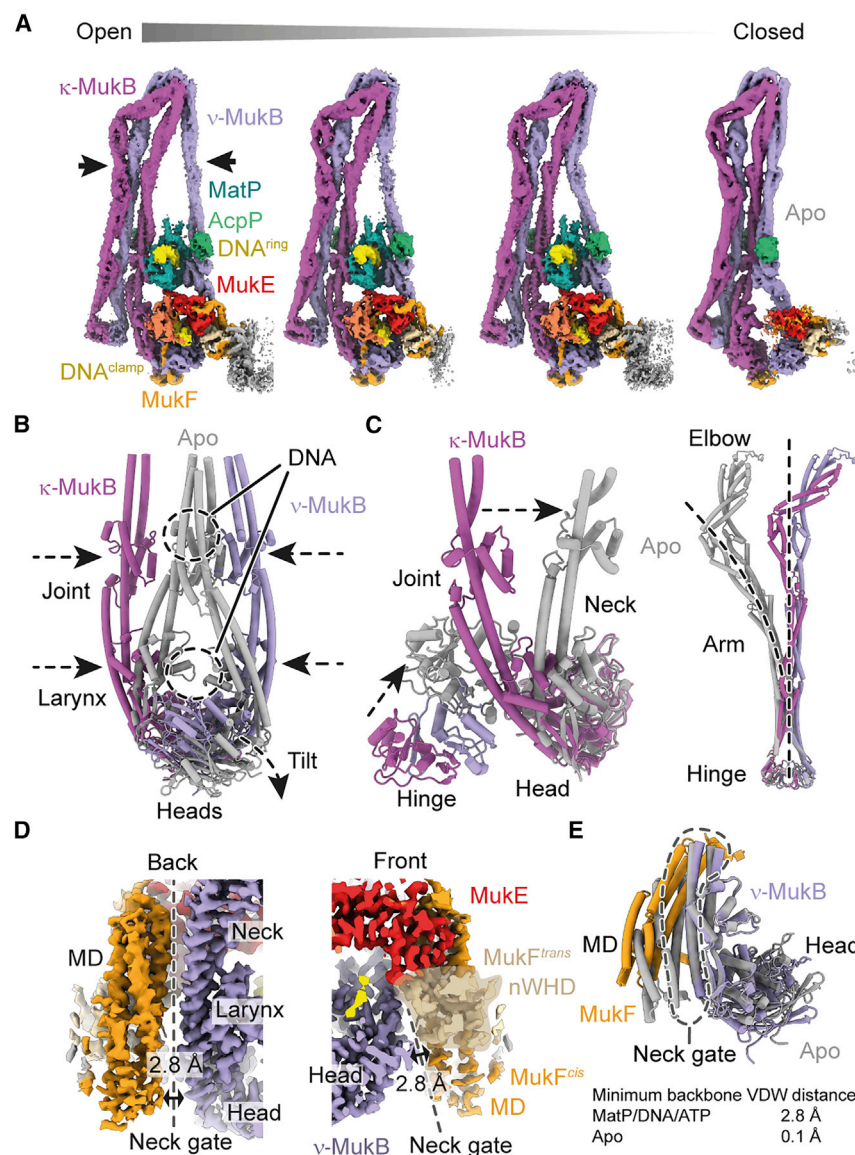 A
Open
Closed
κ-MukB
ν-MukB
MatP
AcpP
DNAʳⁱⁿᵍ
MukE
DNAᶜˡᵃᵐᵖ
MukF
Apo
B
Apo
DNA
κ-MukB
ν-MukB
Joint
Larynx
Tilt
Heads
C
κ-MukB
Apo
Joint
Neck
Hinge
Head
Elbow
Arm
Hinge
D
Back
MD
Neck
Larynx
2.8 Å
Head
Neck gate
Front
MukE
MukFᵗʳᵃⁿˢ
nWHD
Head
2.8 Å
MukFᶜⁱˢ
MD
ν-MukB
Neck gate
E
ν-MukB
MD
Head
MukF
Neck gate
Apo
Minimum backbone VDW distance
MatP/DNA/ATP 2.8 Å
Apo 0.1 Å